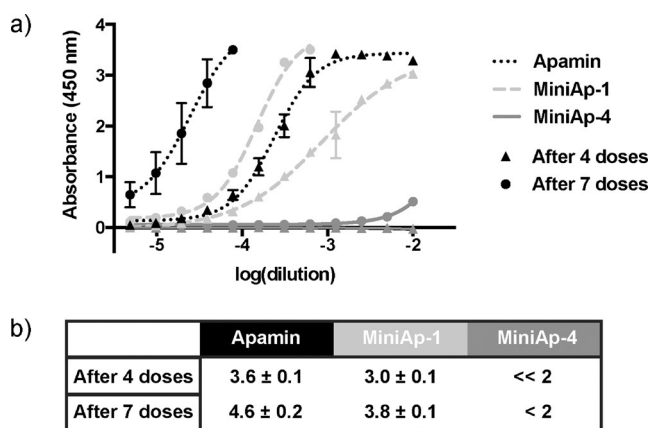 a)
4
3
2
1
0
Absorbance (450 nm)
-5
-4
-3
-2
log(dilution)
Apamin
MiniAp-1
MiniAp-4
After 4 doses
After 7 doses
b)
Apamin MiniAp-1 MiniAp-4
After 4 doses 3.6 ± 0.1 3.0 ± 0.1 << 2
After 7 doses 4.6 ± 0.2 3.8 ± 0.1 < 2